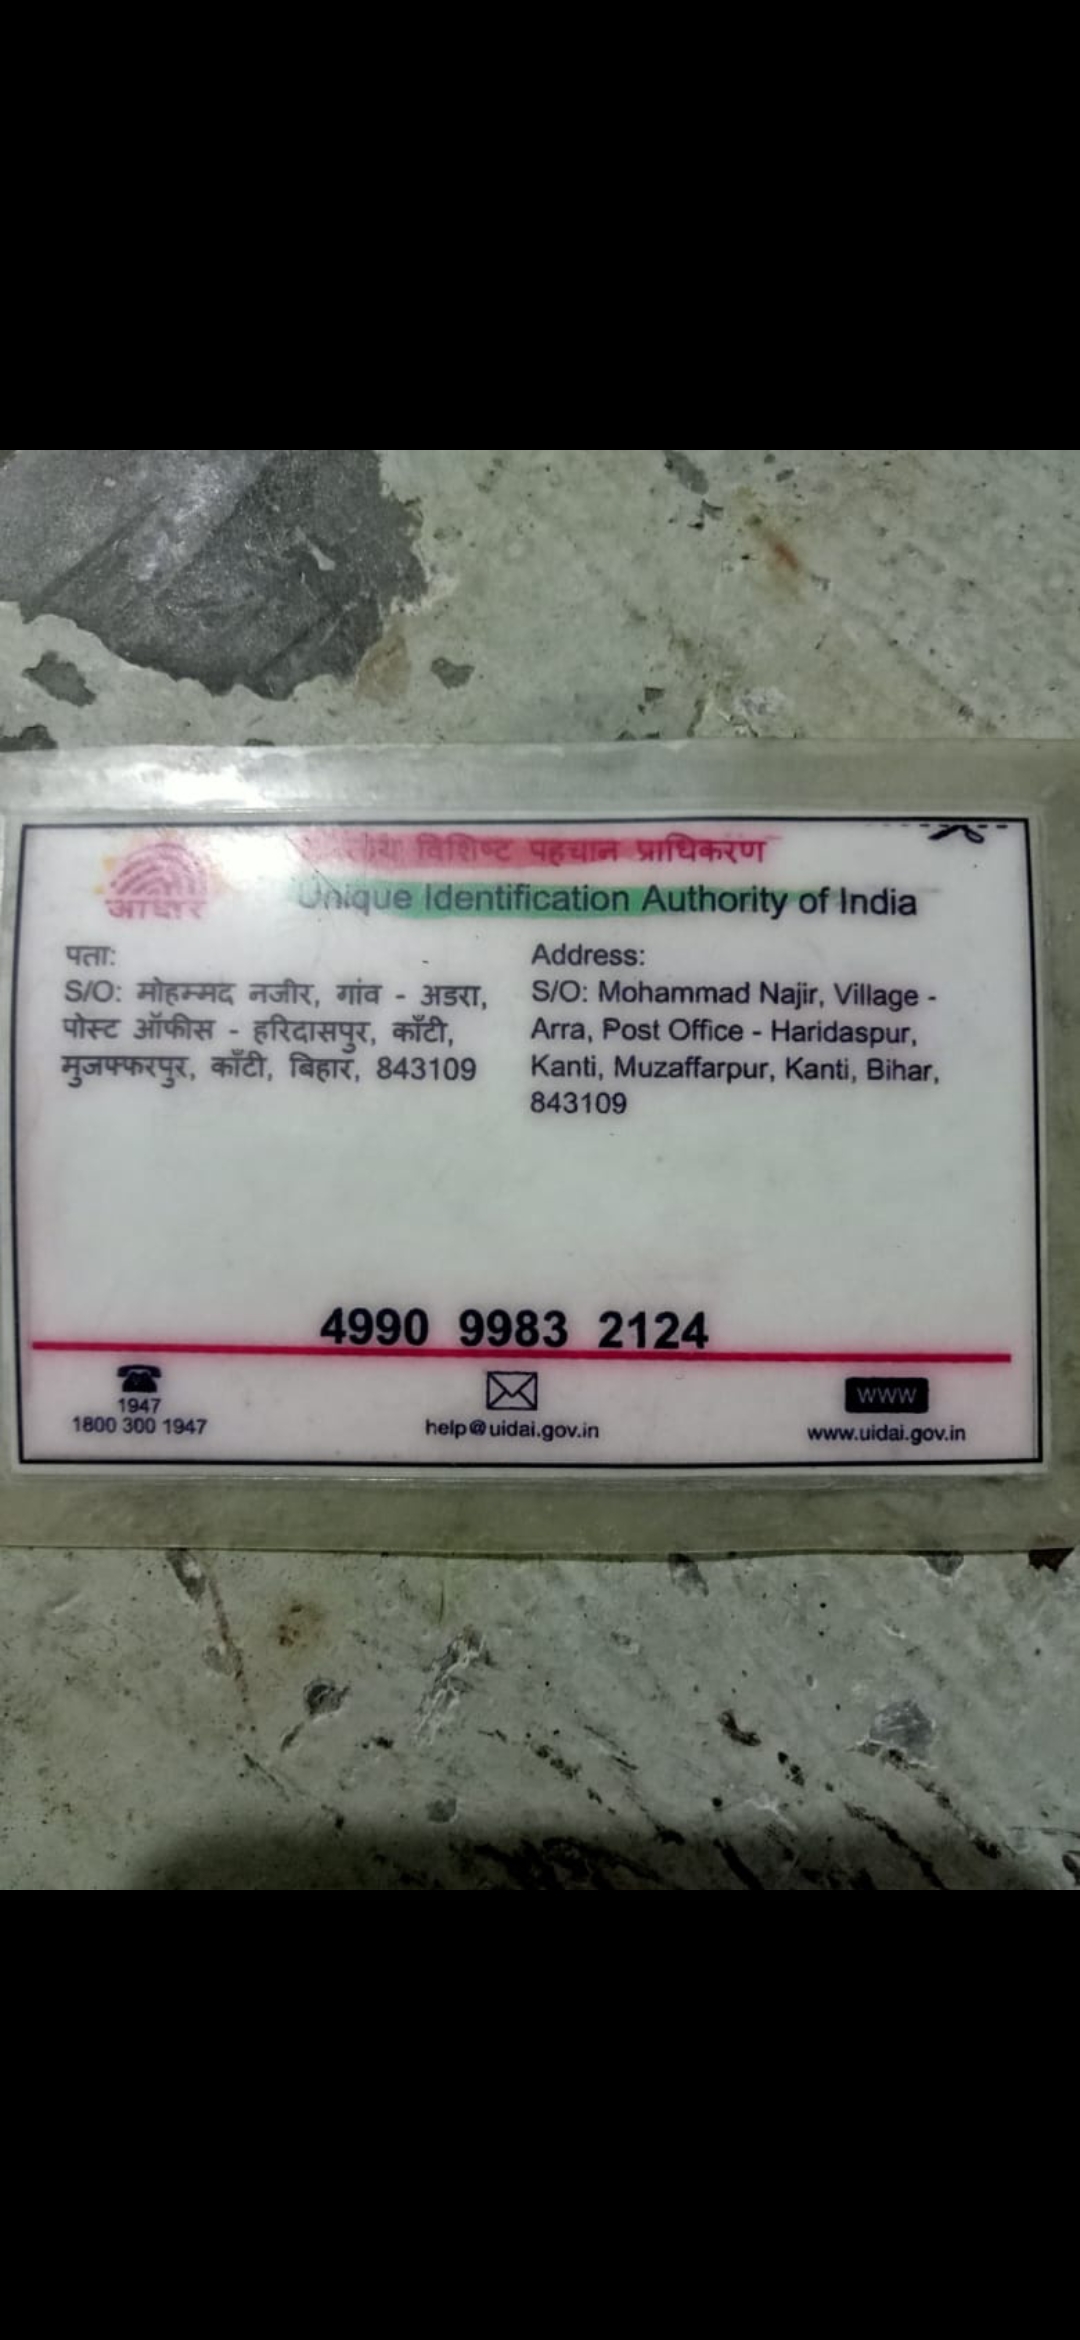 विशिष्ट पहचान प्राधिकरण
आधार
Unique Identification Authority of India
पता:
S/O: मोहम्मद नजीर, गांव - अडरा,
पोस्ट ऑफीस - हरिदासपुर, काँटी,
मुजफ्फरपुर, काँटी, बिहार, 843109
Address:
S/O: Mohammad Najir, Village -
Arra, Post Office - Haridaspur,
Kanti, Muzaffarpur, Kanti, Bihar,
843109
4990 9983 2124
1947
1800 300 1947
help@uidai.gov.in
www
www.uidai.gov.in